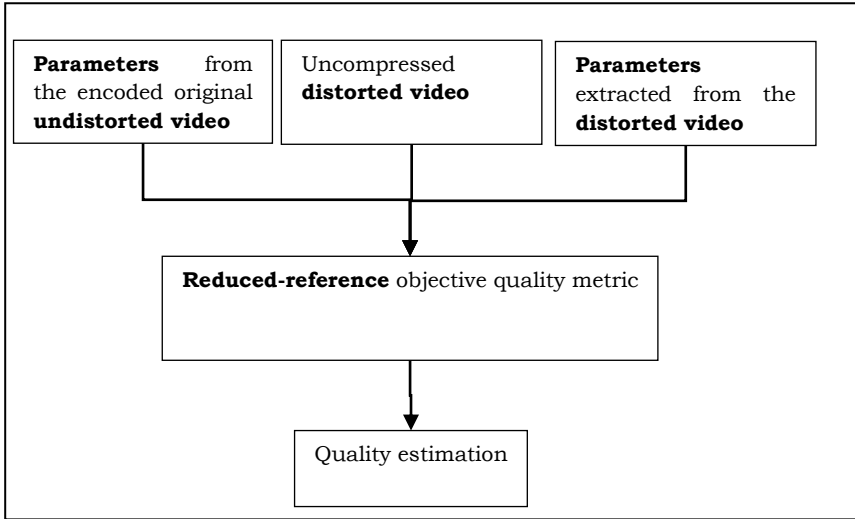 Parameters from
the encoded original
undistorted video
Uncompressed
distorted video
Parameters
extracted from the
distorted video
Reduced-reference objective quality metric
Quality estimation